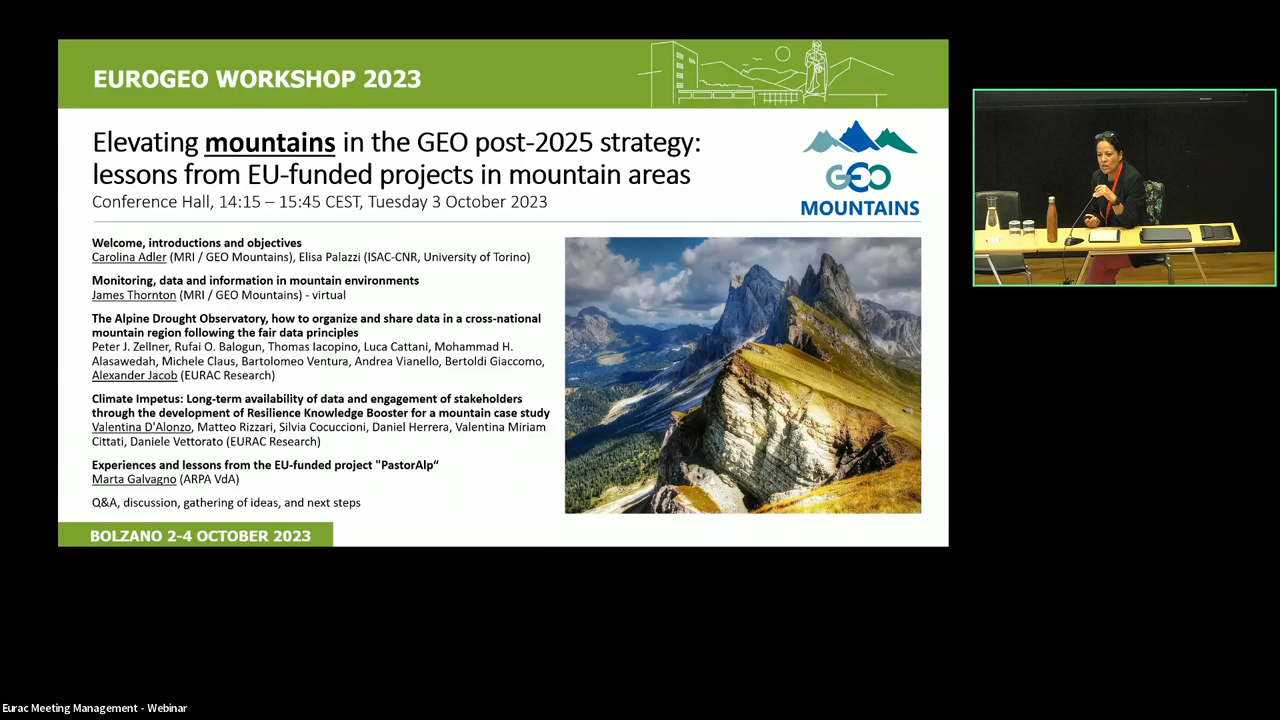 EUROGEO WORKSHOP 2023
Elevating mountains in the GEO post-2025 strategy:
lessons from EU-funded projects in mountain areas
Conference Hall, 14:15 – 15:45 CEST, Tuesday 3 October 2023
GEO
MOUNTAINS
Welcome, introductions and objectives
Carolina Adler (MRI / GEO Mountains), Elisa Palazzi (ISAC-CNR, University of Torino)
Monitoring, data and information in mountain environments
James Thornton (MRI / GEO Mountains) - virtual
The Alpine Drought Observatory, how to organize and share data in a cross-national
mountain region following the fair data principles
Peter J. Zellner, Rufai O. Balogun, Thomas Iacopino, Luca Cattani, Mohammad H.
Alasawedah, Michele Claus, Bartolomeo Ventura, Andrea Vianello, Bertoldi Giaccomo,
Alexander Jacob (EURAC Research)
Climate Impetus: Long-term availability of data and engagement of stakeholders
through the development of Resilience Knowledge Booster for a mountain case study
Valentina D'Alonzo, Matteo Rizzari, Silvia Cocuccioni, Daniel Herrera, Valentina Miriam
Cittati, Daniele Vettorato (EURAC Research)
Experiences and lessons from the EU-funded project "PastorAlp“
Marta Galvagno (ARPA VdA)
Q&A, discussion, gathering of ideas, and next steps
BOLZANO 2-4 OCTOBER 2023
Eurac Meeting Management - Webinar